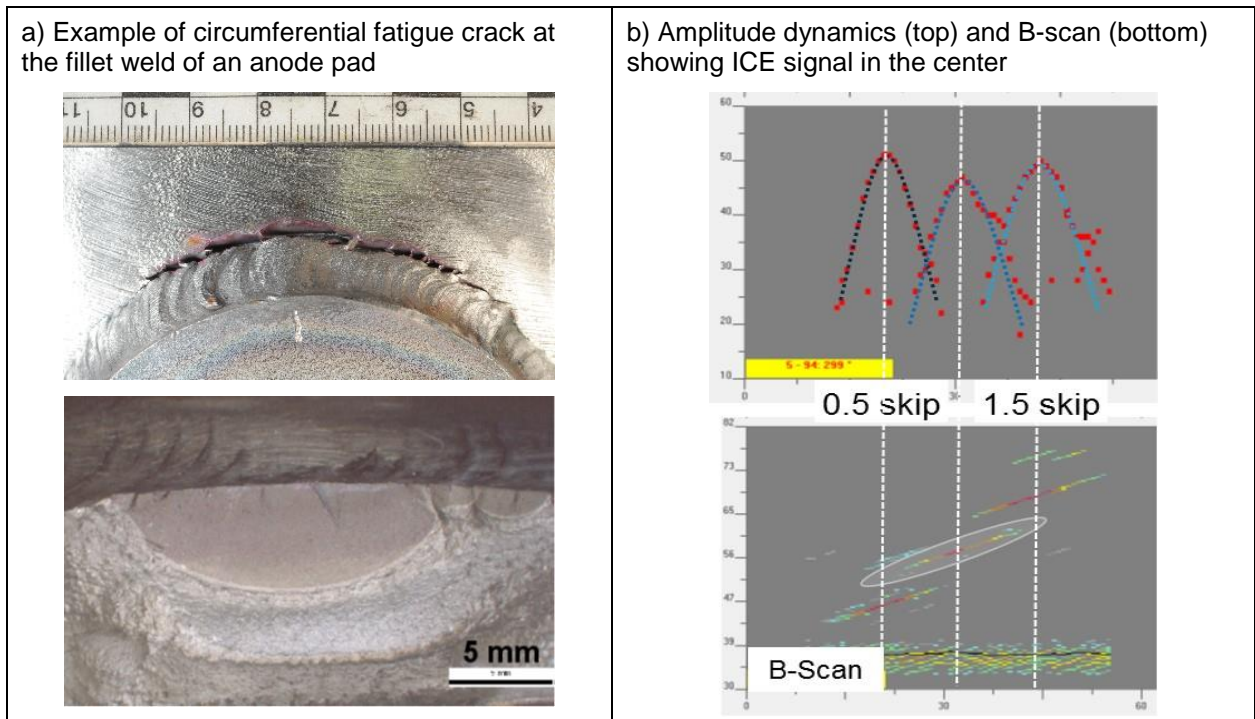 a) Example of circumferential fatigue crack at
the fillet weld of an anode pad
11 10 9 8 7 6 5 4
5 mm
b) Amplitude dynamics (top) and B-scan (bottom)
showing ICE signal in the center
60
50
40
30
20
10
S - 94: 299 °
0
0.5 skip 1.5 skip
82
73
65
56
47
39
30
B-Scan
0 30 60